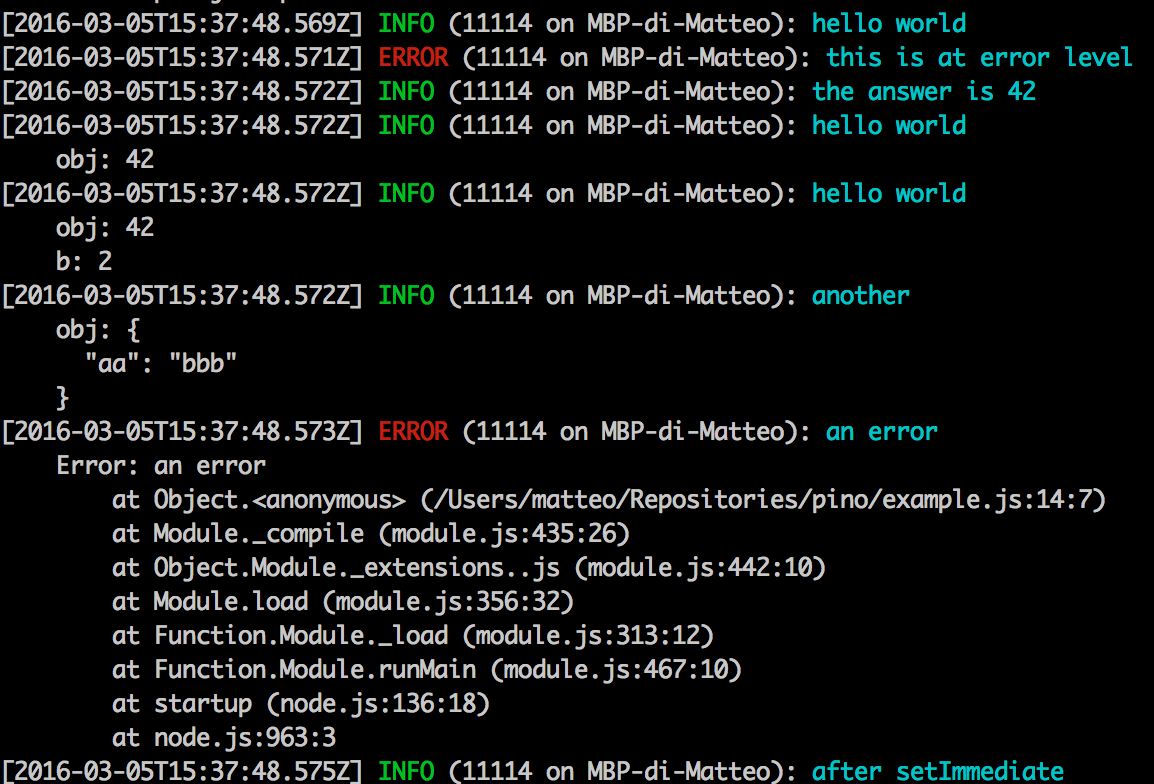 [2016-03-05T15:37:48.569Z] INFO (11114 on MBP-di-Matteo): hello world
[2016-03-05T15:37:48.571Z] ERROR (11114 on MBP-di-Matteo): this is at error level
[2016-03-05T15:37:48.572Z] INFO (11114 on MBP-di-Matteo): the answer is 42
[2016-03-05T15:37:48.572Z] INFO (11114 on MBP-di-Matteo): hello world
    obj: 42
[2016-03-05T15:37:48.572Z] INFO (11114 on MBP-di-Matteo): hello world
    obj: 42
    b: 2
[2016-03-05T15:37:48.572Z] INFO (11114 on MBP-di-Matteo): another
    obj: {
      "aa": "bbb"
    }
[2016-03-05T15:37:48.573Z] ERROR (11114 on MBP-di-Matteo): an error
    Error: an error
        at Object.<anonymous> (/Users/matteo/Repositories/pino/example.js:14:7)
        at Module._compile (module.js:435:26)
        at Object.Module._extensions..js (module.js:442:10)
        at Module.load (module.js:356:32)
        at Function.Module._load (module.js:313:12)
        at Function.Module.runMain (module.js:467:10)
        at startup (node.js:136:18)
        at node.js:963:3
[2016-03-05T15:37:48.575Z] INFO (11114 on MBP-di-Matteo): after setImmediate